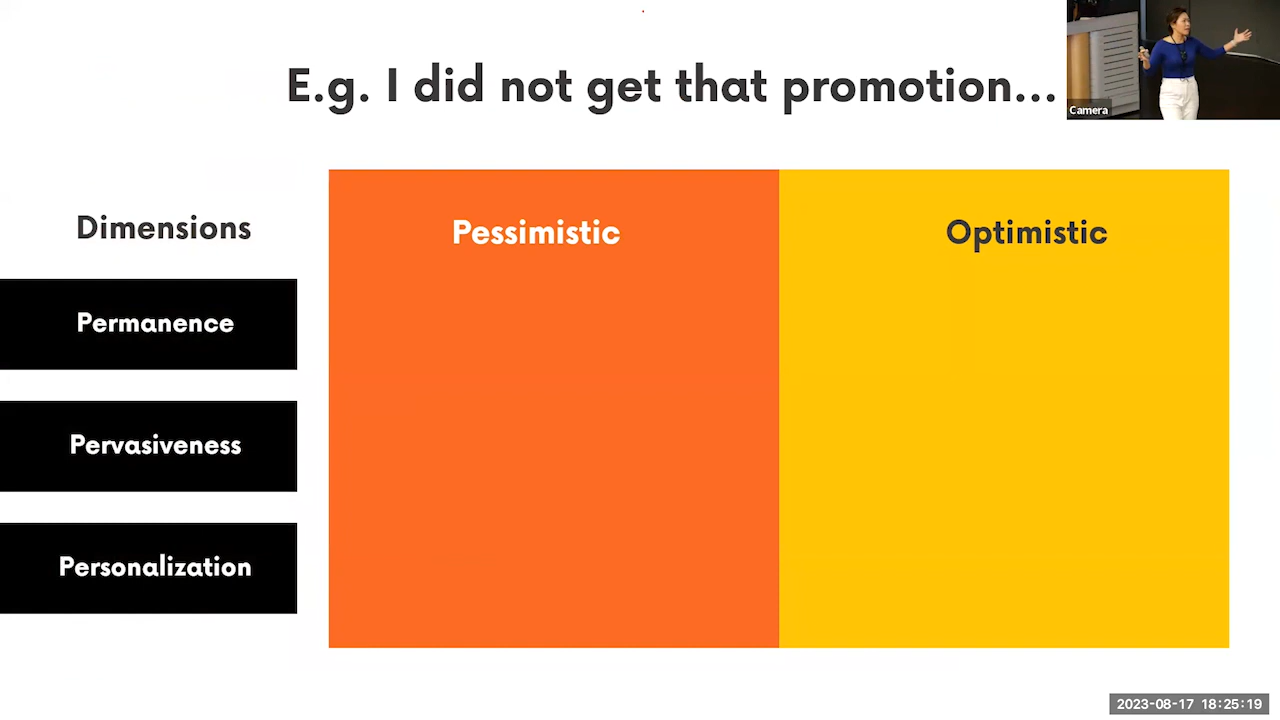 E.g. I did not get that promotion...
Camera
Dimensions
Pessimistic
Optimistic
Permanence
Pervasiveness
Personalization
2023-08-17 18:25:19